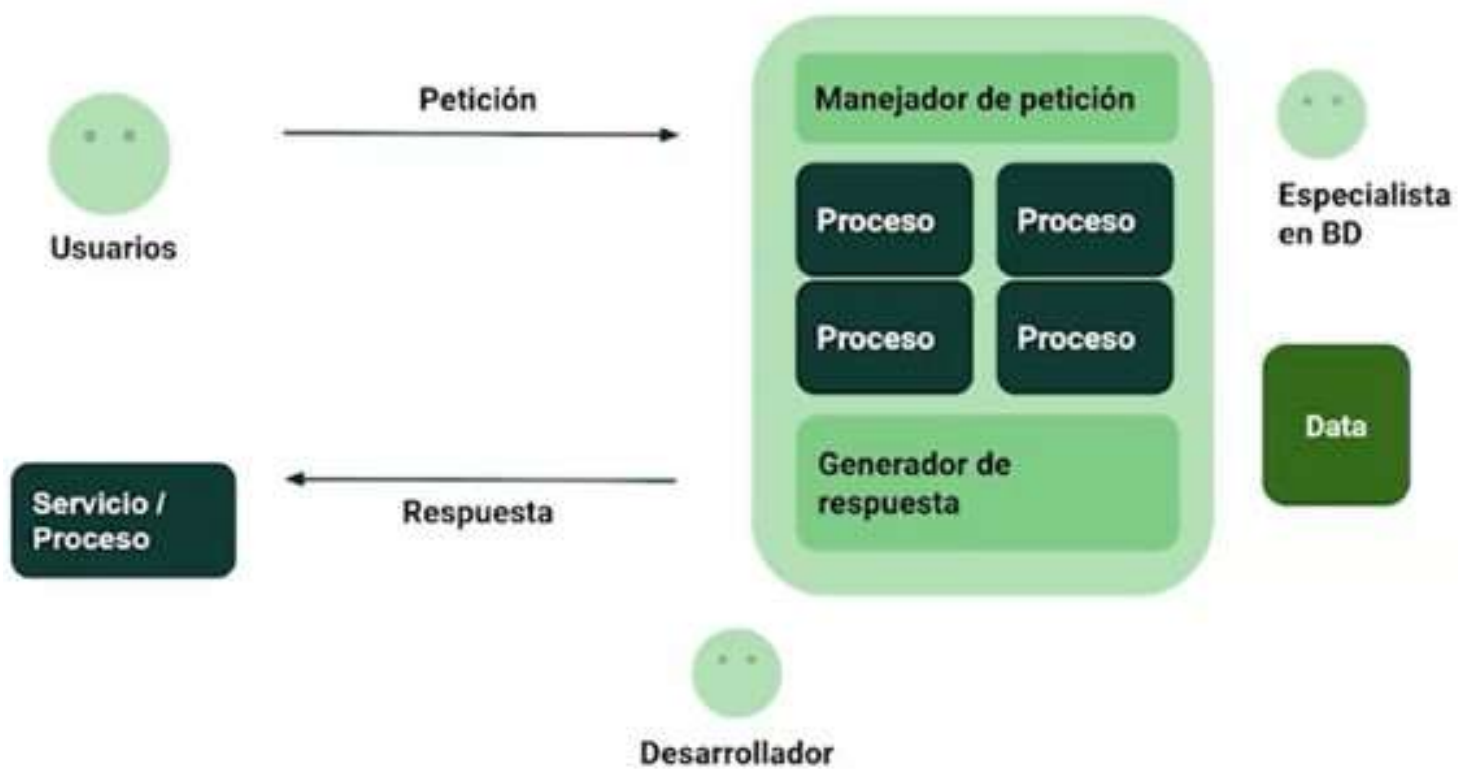 Petición
Manejador de petición
Usuarios
Especialista
en BD
Proceso
Proceso
Proceso
Proceso
Data
Servicio /
Proceso
Respuesta
Generador de
respuesta
Desarrollador